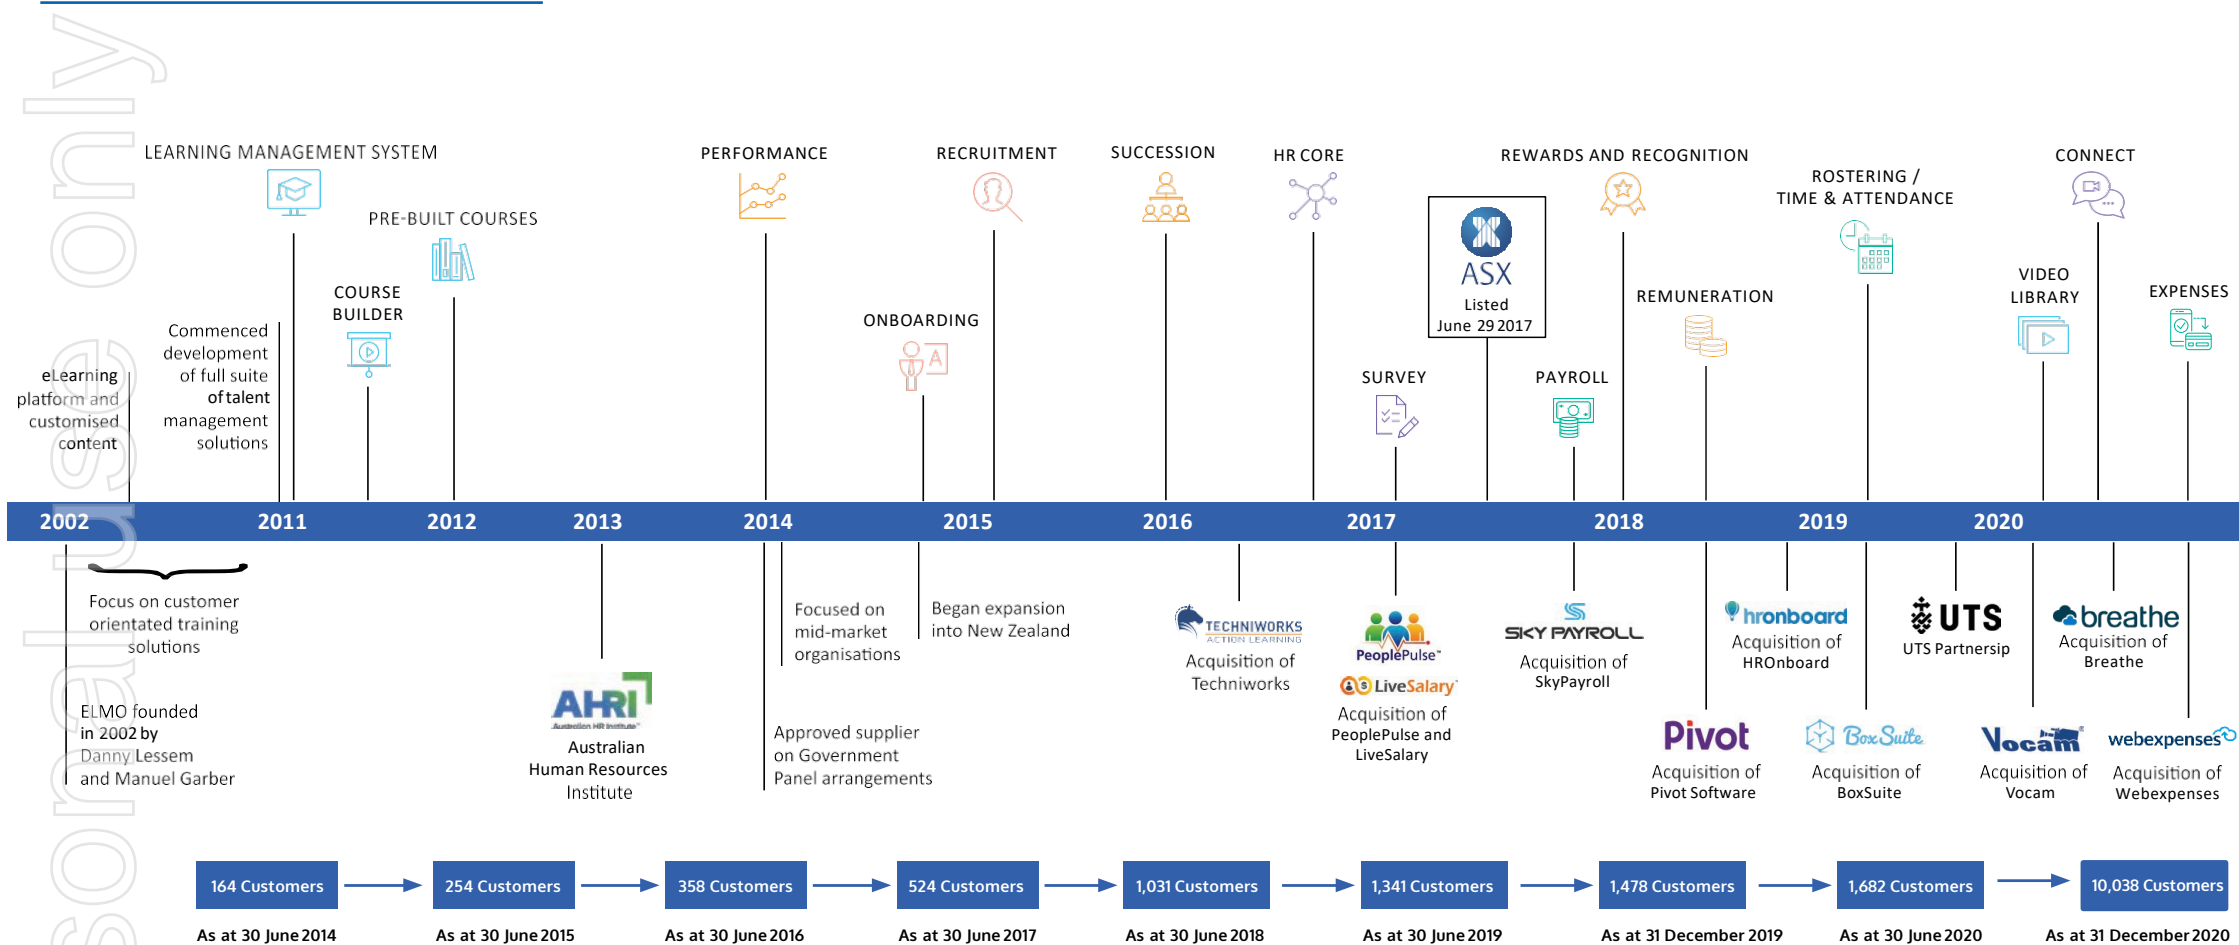 sonal use only
LEARNING MANAGEMENT SYSTEM
PRE-BUILT COURSES
COURSE
BUILDER
Commenced
development
of full suite
of talent
management
solutions
eLearning
platform and
customised
content
PERFORMANCE
ONBOARDING
A
RECRUITMENT
SUCCESSION
HR CORE
SURVEY
ASX
Listed
June 29 2017
PAYROLL
REWARDS AND RECOGNITION
REMUNERATION
ROSTERING /
TIME & ATTENDANCE
VIDEO
LIBRARY
CONNECT
EXPENSES
2002 2011 2012 2013 2014 2015 2016 2017 2018 2019 2020
Focus on customer
orientated training
solutions
ELMO founded
in 2002 by
Danny Lessem
and Manuel Garber
AHRI
Australian HR Institute™
Australian
Human Resources
Institute
Focused on
mid-market
organisations
Approved supplier
on Government
Panel arrangements
Began expansion
into New Zealand
TECHNIWORKS
ACTION LEARNING
Acquisition of
Techniworks
PeoplePulse™
LiveSalary
Acquisition of
PeoplePulse and
LiveSalary
SKY PAYROLL
Acquisition of
SkyPayroll
Pivot
Acquisition of
Pivot Software
hronboard
Acquisition of
HROnboard
BoxSuite
Acquisition of
BoxSuite
UTS
UTS Partnersip
Vocam
Acquisition of
Vocam
breathe
Acquisition of
Breathe
webexpenses
Acquisition of
Webexpenses
164 Customers
254 Customers
358 Customers
524 Customers
1,031 Customers
1,341 Customers
1,478 Customers
1,682 Customers
10,038 Customers
As at 30 June 2014
As at 30 June 2015
As at 30 June 2016
As at 30 June 2017
As at 30 June 2018
As at 30 June 2019
As at 31 December 2019
As at 30 June 2020
As at 31 December 2020